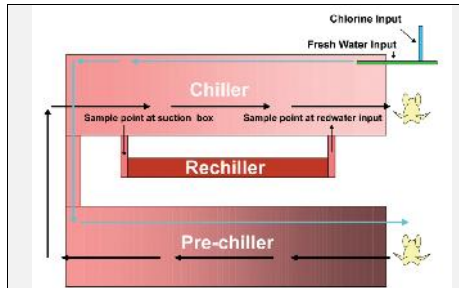 Chlorine Input
Fresh Water Input
Chiller
Sample point at suction box
Sample point at redwater input
Rechiller
Pre-chiller